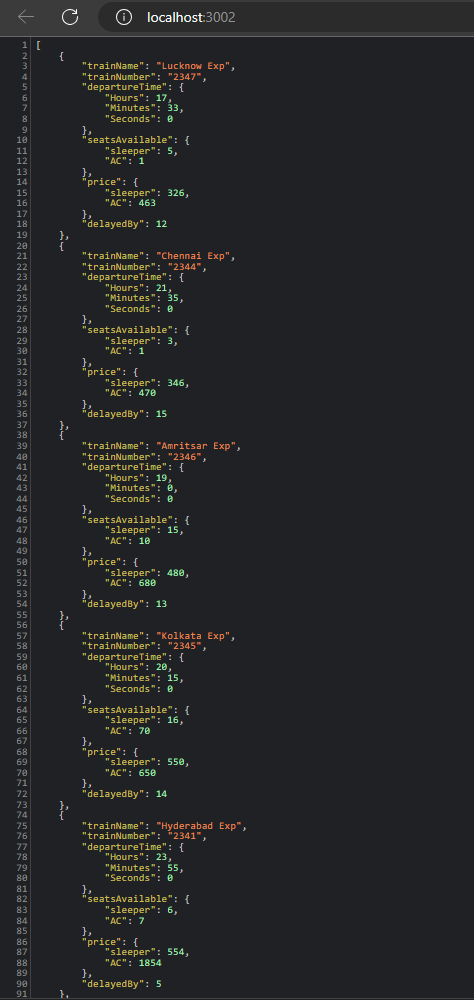 localhost:3002
1 [
2     {
3         "trainName": "Lucknow Exp",
4         "trainNumber": "2347",
5         "departureTime": {
6             "Hours": 17,
7             "Minutes": 33,
8             "Seconds": 0
9         },
10         "seatsAvailable": {
11             "sleeper": 5,
12             "AC": 1
13         },
14         "price": {
15             "sleeper": 326,
16             "AC": 463
17         },
18         "delayedBy": 12
19     },
20     {
21         "trainName": "Chennai Exp",
22         "trainNumber": "2344",
23         "departureTime": {
24             "Hours": 21,
25             "Minutes": 35,
26             "Seconds": 0
27         },
28         "seatsAvailable": {
29             "sleeper": 3,
30             "AC": 1
31         },
32         "price": {
33             "sleeper": 346,
34             "AC": 470
35         },
36         "delayedBy": 15
37     },
38     {
39         "trainName": "Amritsar Exp",
40         "trainNumber": "2346",
41         "departureTime": {
42             "Hours": 19,
43             "Minutes": 0,
44             "Seconds": 0
45         },
46         "seatsAvailable": {
47             "sleeper": 15,
48             "AC": 10
49         },
50         "price": {
51             "sleeper": 480,
52             "AC": 680
53         },
54         "delayedBy": 13
55     },
56     {
57         "trainName": "Kolkata Exp",
58         "trainNumber": "2345",
59         "departureTime": {
60             "Hours": 20,
61             "Minutes": 15,
62             "Seconds": 0
63         },
64         "seatsAvailable": {
65             "sleeper": 16,
66             "AC": 70
67         },
68         "price": {
69             "sleeper": 550,
70             "AC": 650
71         },
72         "delayedBy": 14
73     },
74     {
75         "trainName": "Hyderabad Exp",
76         "trainNumber": "2341",
77         "departureTime": {
78             "Hours": 23,
79             "Minutes": 55,
80             "Seconds": 0
81         },
82         "seatsAvailable": {
83             "sleeper": 6,
84             "AC": 7
85         },
86         "price": {
87             "sleeper": 554,
88             "AC": 1854
89         },
90         "delayedBy": 5
91     },